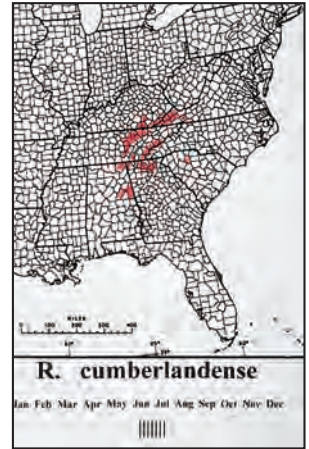 MILES
0 100 200 300 400
R. cumberlandense
Jan Feb Mar Apr May Jun Jul Aug Sep Oct Nov Dec